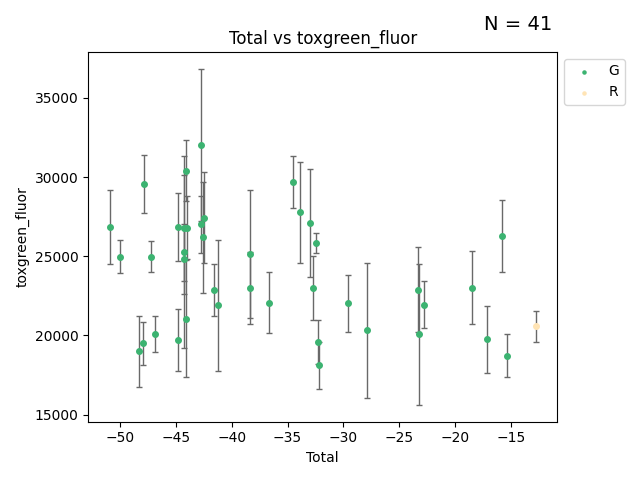 N = 41
Total vs toxgreen_fluor
G
R
toxgreen_fluor
35000
30000
25000
20000
15000
−50
−45
−40
−35
−30
−25
−20
−15
Total